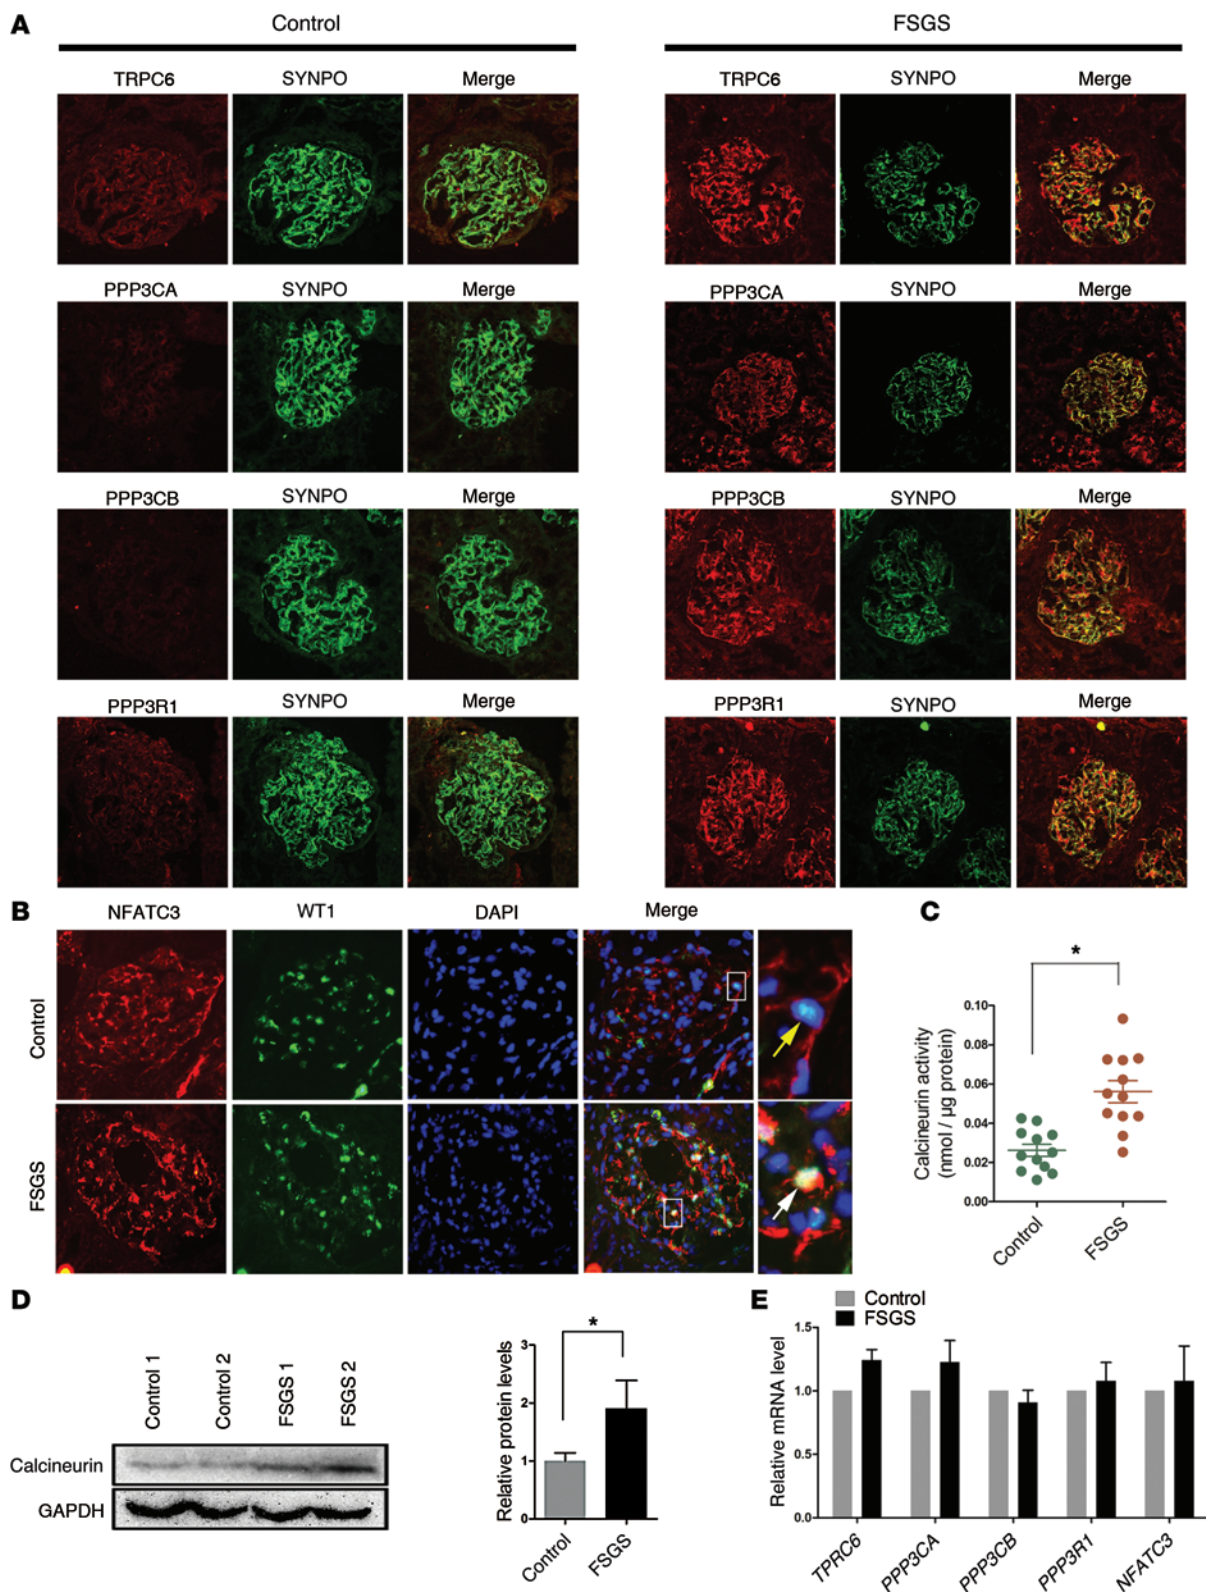 A
Control
FSGS
TRPC6 SYNPO Merge
TRPC6 SYNPO Merge
PPP3CA SYNPO Merge
PPP3CA SYNPO Merge
PPP3CB SYNPO Merge
PPP3CB SYNPO Merge
PPP3R1 SYNPO Merge
PPP3R1 SYNPO Merge
B
NFATC3 WT1 DAPI Merge
Control
FSGS
C
*
Calcineurin activity
(nmol / µg protein)
0.10
0.08
0.06
0.04
0.02
0.00
Control
FSGS
D
Control 1
Control 2
FSGS 1
FSGS 2
Calcineurin
GAPDH
*
Relative protein levels
3
2
1
0
Control
FSGS
E
Control
FSGS
Relative mRNA level
1.5
1.0
0.5
0.0
TPRC6
PPP3CA
PPP3CB
PPP3R1
NFATC3